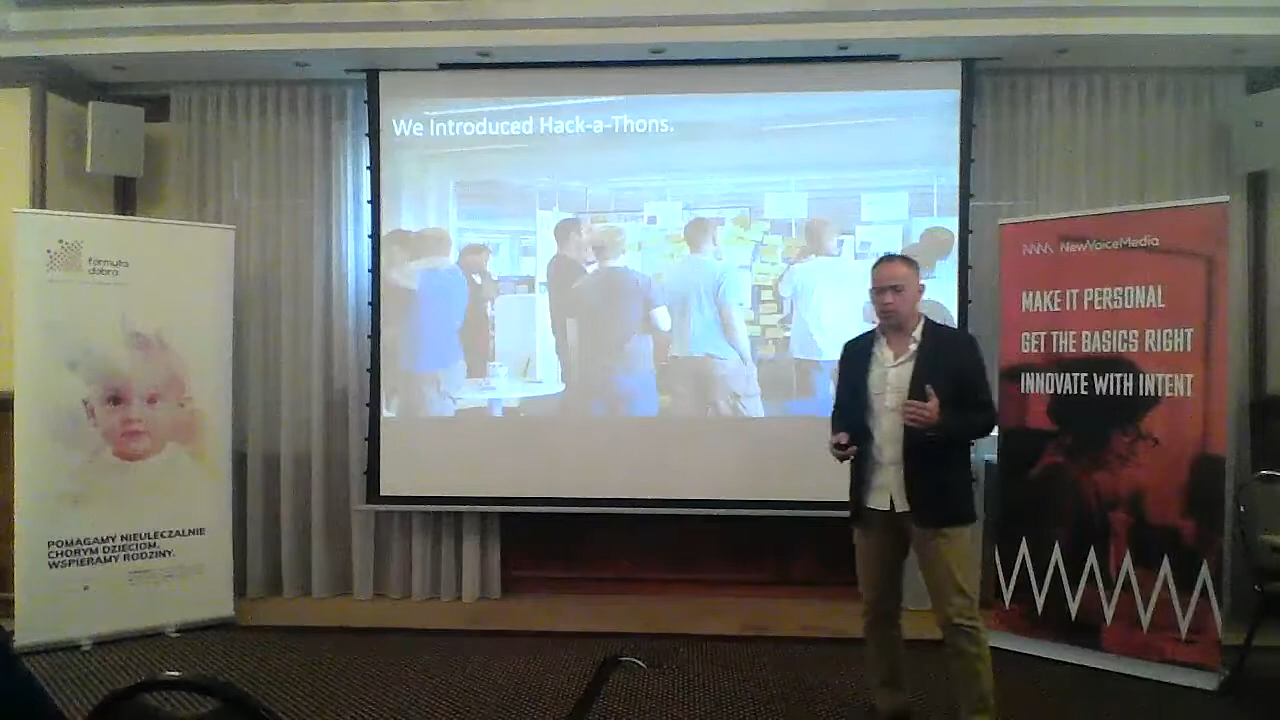 We Introduced Hack-a-Thons.
formuła
dobra
POMAGAMY NIEULECZALNIE
CHORYM DZIECIOM.
WSPIERAMY RODZINY.
NewVoiceMedia
MAKE IT PERSONAL
GET THE BASICS RIGHT
INNOVATE WITH INTENT